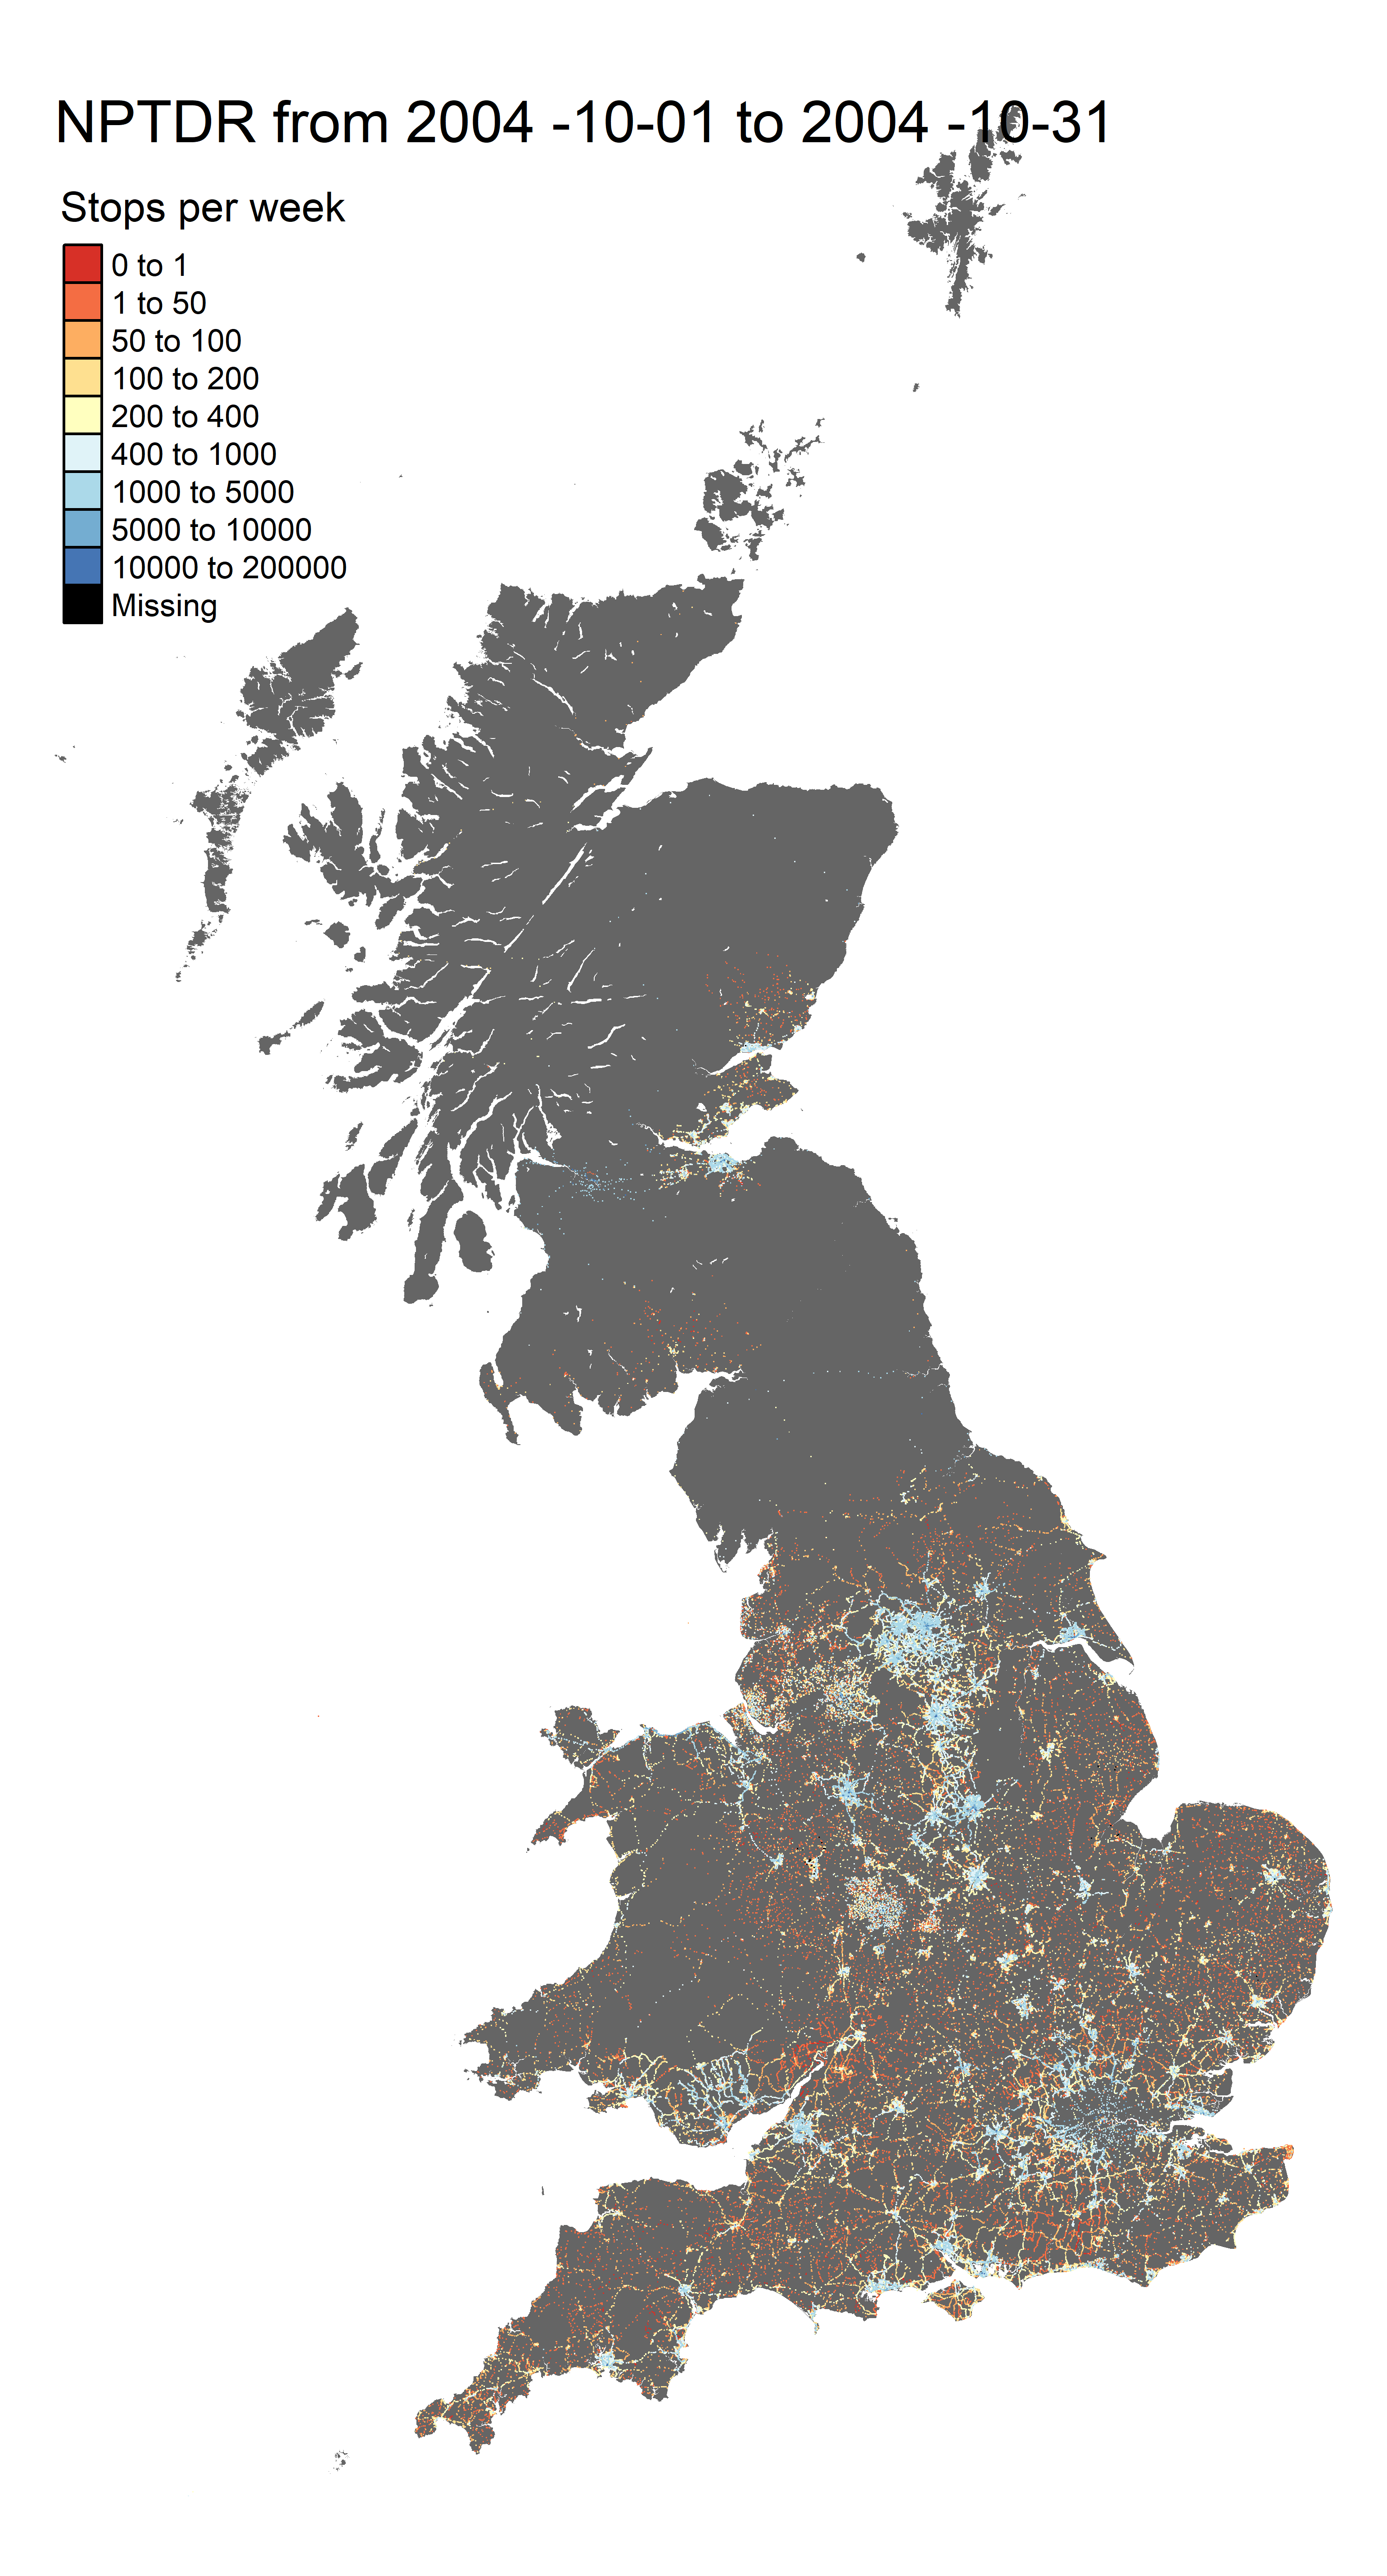 NPTDR from 2004 -10-01 to 2004 -10-31
Stops per week
0 to 1
1 to 50
50 to 100
100 to 200
200 to 400
400 to 1000
1000 to 5000
5000 to 10000
10000 to 200000
Missing